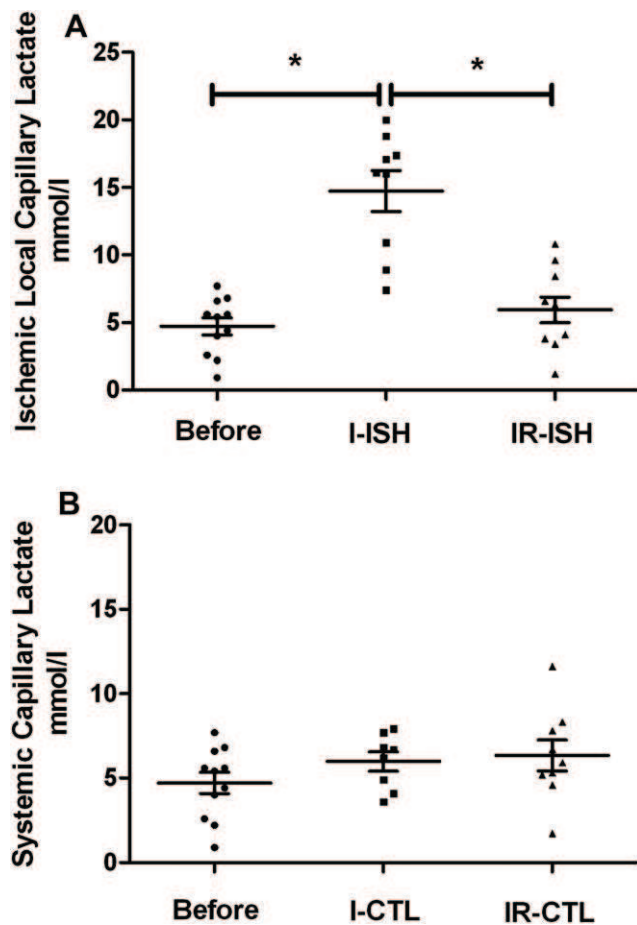 A
Ischemic Local Capillary Lactate
mmol/l
25
20
15
10
5
0
*
*
Before
I-ISH
IR-ISH
B
Systemic Capillary Lactate
mmol/l
20
15
10
5
0
Before
I-CTL
IR-CTL